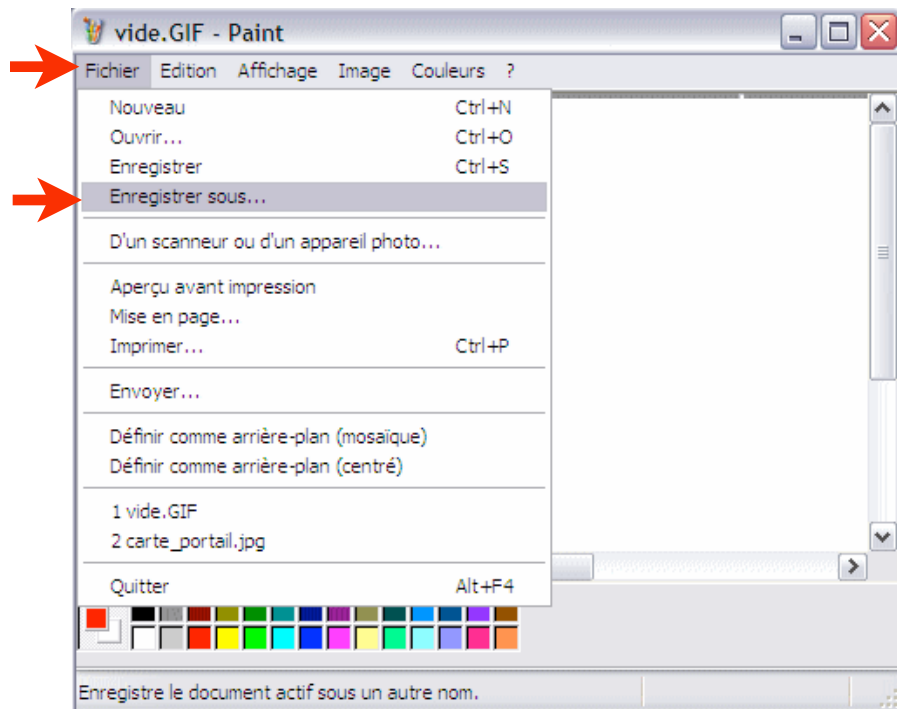 vide.GIF - Paint
Fichier Edition Affichage Image Couleurs ?
Nouveau Ctrl+N
Ouvrir... Ctrl+O
Enregistrer Ctrl+S
Enregistrer sous...
D'un scanneur ou d'un appareil photo...
Aperçu avant impression
Mise en page...
Imprimer... Ctrl+P
Envoyer...
Définir comme arrière-plan (mosaïque)
Définir comme arrière-plan (centré)
1 vide.GIF
2 carte_portail.jpg
Quitter Alt+F4
Enregistre le document actif sous un autre nom.